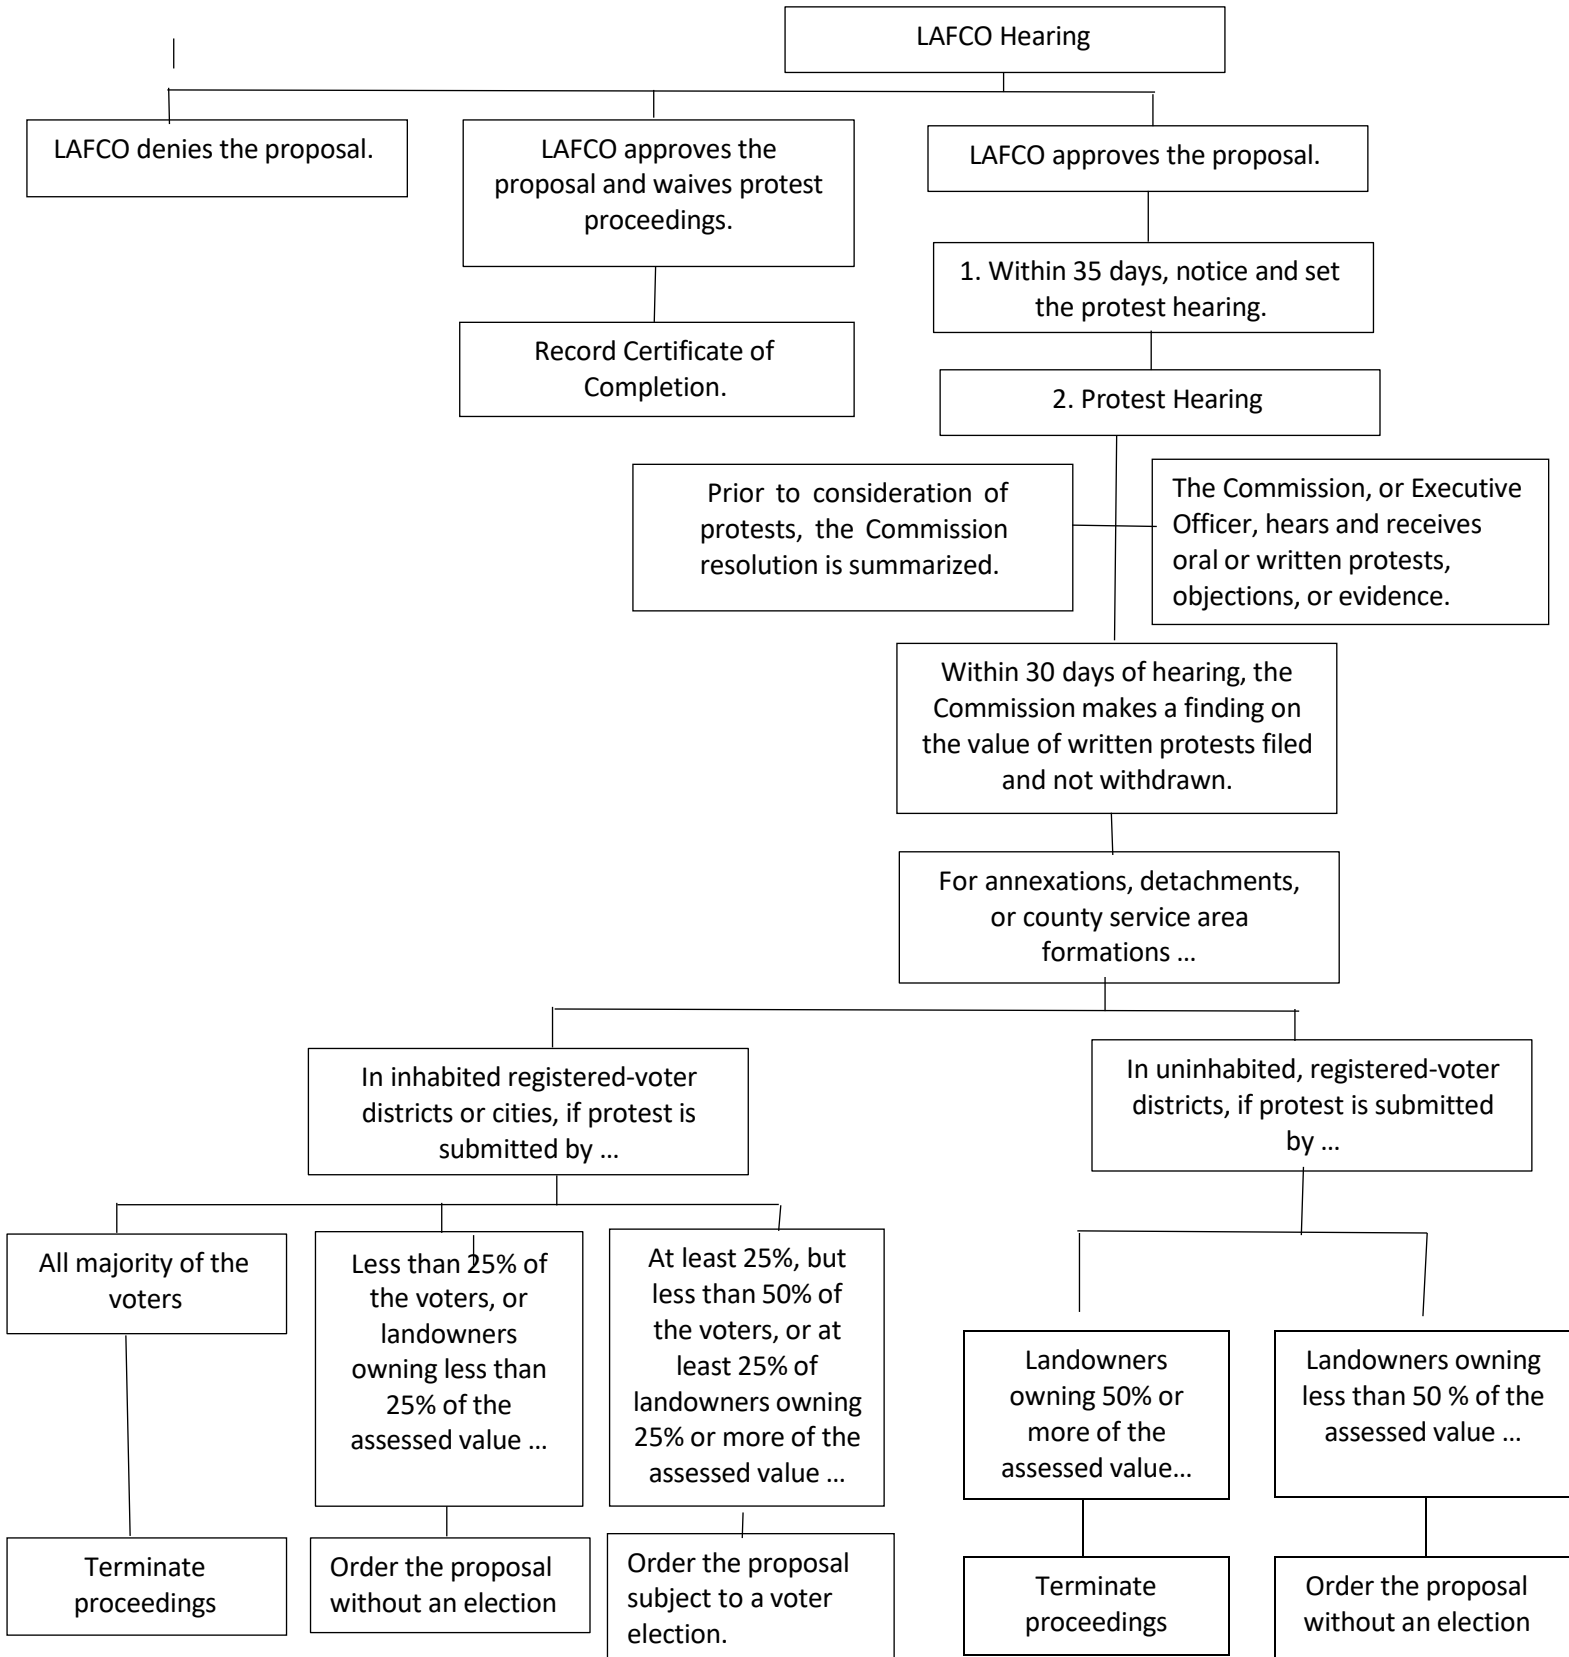 LAFCO Hearing
LAFCO denies the proposal.
LAFCO approves the
proposal and waives protest
proceedings.
LAFCO approves the proposal.
1. Within 35 days, notice and set
the protest hearing.
Record Certificate of
Completion.
2. Protest Hearing
Prior to consideration of
protests, the Commission
resolution is summarized.
The Commission, or Executive
Officer, hears and receives
oral or written protests,
objections, or evidence.
Within 30 days of hearing, the
Commission makes a finding on
the value of written protests filed
and not withdrawn.
For annexations, detachments,
or county service area
formations ...
In inhabited registered-voter
districts or cities, if protest is
submitted by ...
In uninhabited, registered-voter
districts, if protest is submitted
by ...
All majority of the
voters
Less than 25% of
the voters, or
landowners
owning less than
25% of the
assessed value ...
At least 25%, but
less than 50% of
the voters, or at
least 25% of
landowners owning
25% or more of the
assessed value ...
Landowners
owning 50% or
more of the
assessed value...
Landowners owning
less than 50 % of the
assessed value ...
Terminate
proceedings
Order the proposal
without an election
Order the proposal
subject to a voter
election.
Terminate
proceedings
Order the proposal
without an election